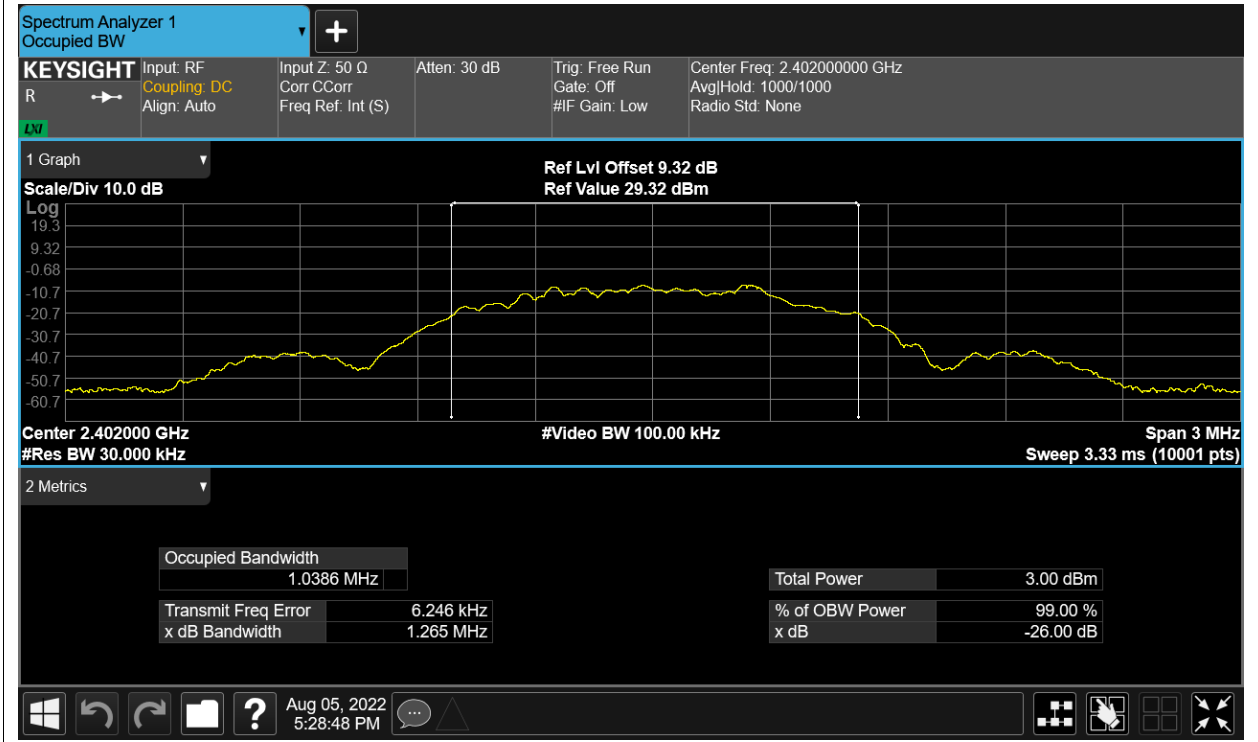 Spectrum Analyzer 1
Occupied BW
KEYSIGHT
R
LXI
Input: RF
Coupling: DC
Align: Auto
Input Z: 50 Ω
Corr CCorr
Freq Ref: Int (S)
Atten: 30 dB
Trig: Free Run
Gate: Off
#IF Gain: Low
Center Freq: 2.402000000 GHz
Avg|Hold: 1000/1000
Radio Std: None
1 Graph
Scale/Div 10.0 dB
Ref Lvl Offset 9.32 dB
Ref Value 29.32 dBm
Log
19.3
9.32
-0.68
-10.7
-20.7
-30.7
-40.7
-50.7
-60.7
Center 2.402000 GHz
#Video BW 100.00 kHz
Span 3 MHz
#Res BW 30.000 kHz
Sweep 3.33 ms (10001 pts)
2 Metrics
Occupied Bandwidth
1.0386 MHz
Total Power 3.00 dBm
Transmit Freq Error 6.246 kHz
% of OBW Power 99.00 %
x dB Bandwidth 1.265 MHz
x dB -26.00 dB
?
Aug 05, 2022
5:28:48 PM